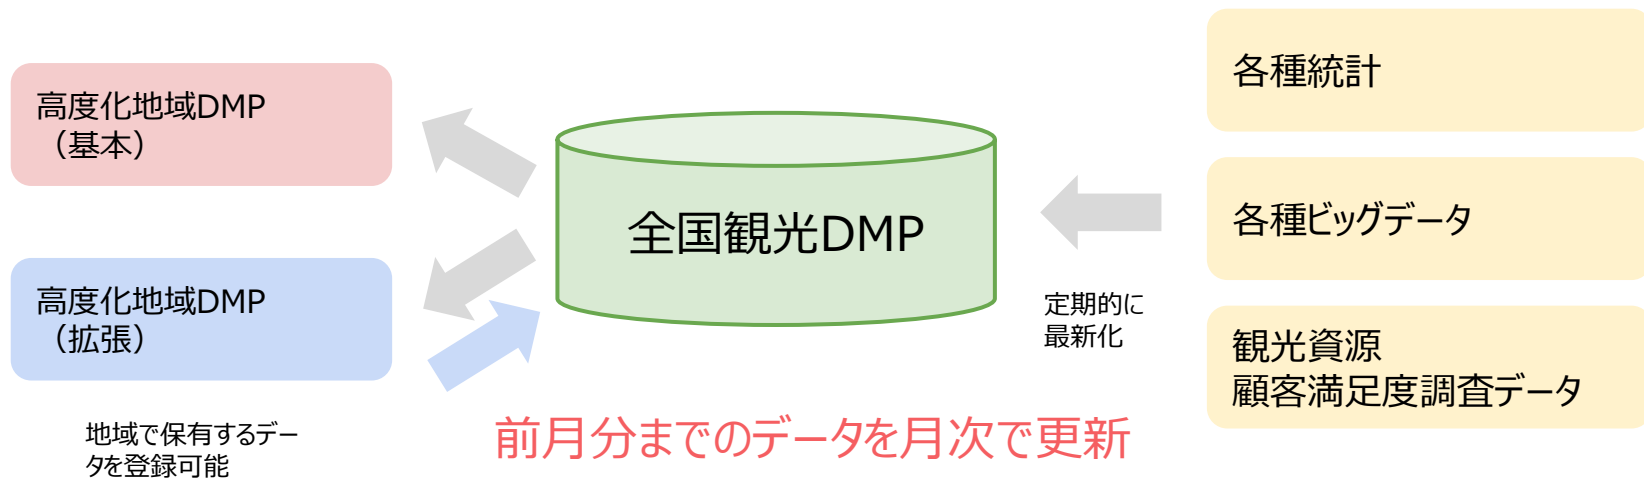 高度化地域DMP
（基本）
高度化地域DMP
（拡張）
地域で保有するデー
タを登録可能
全国観光DMP
前月分までのデータを月次で更新
定期的に
最新化
各種統計
各種ビッグデータ
観光資源
顧客満足度調査データ